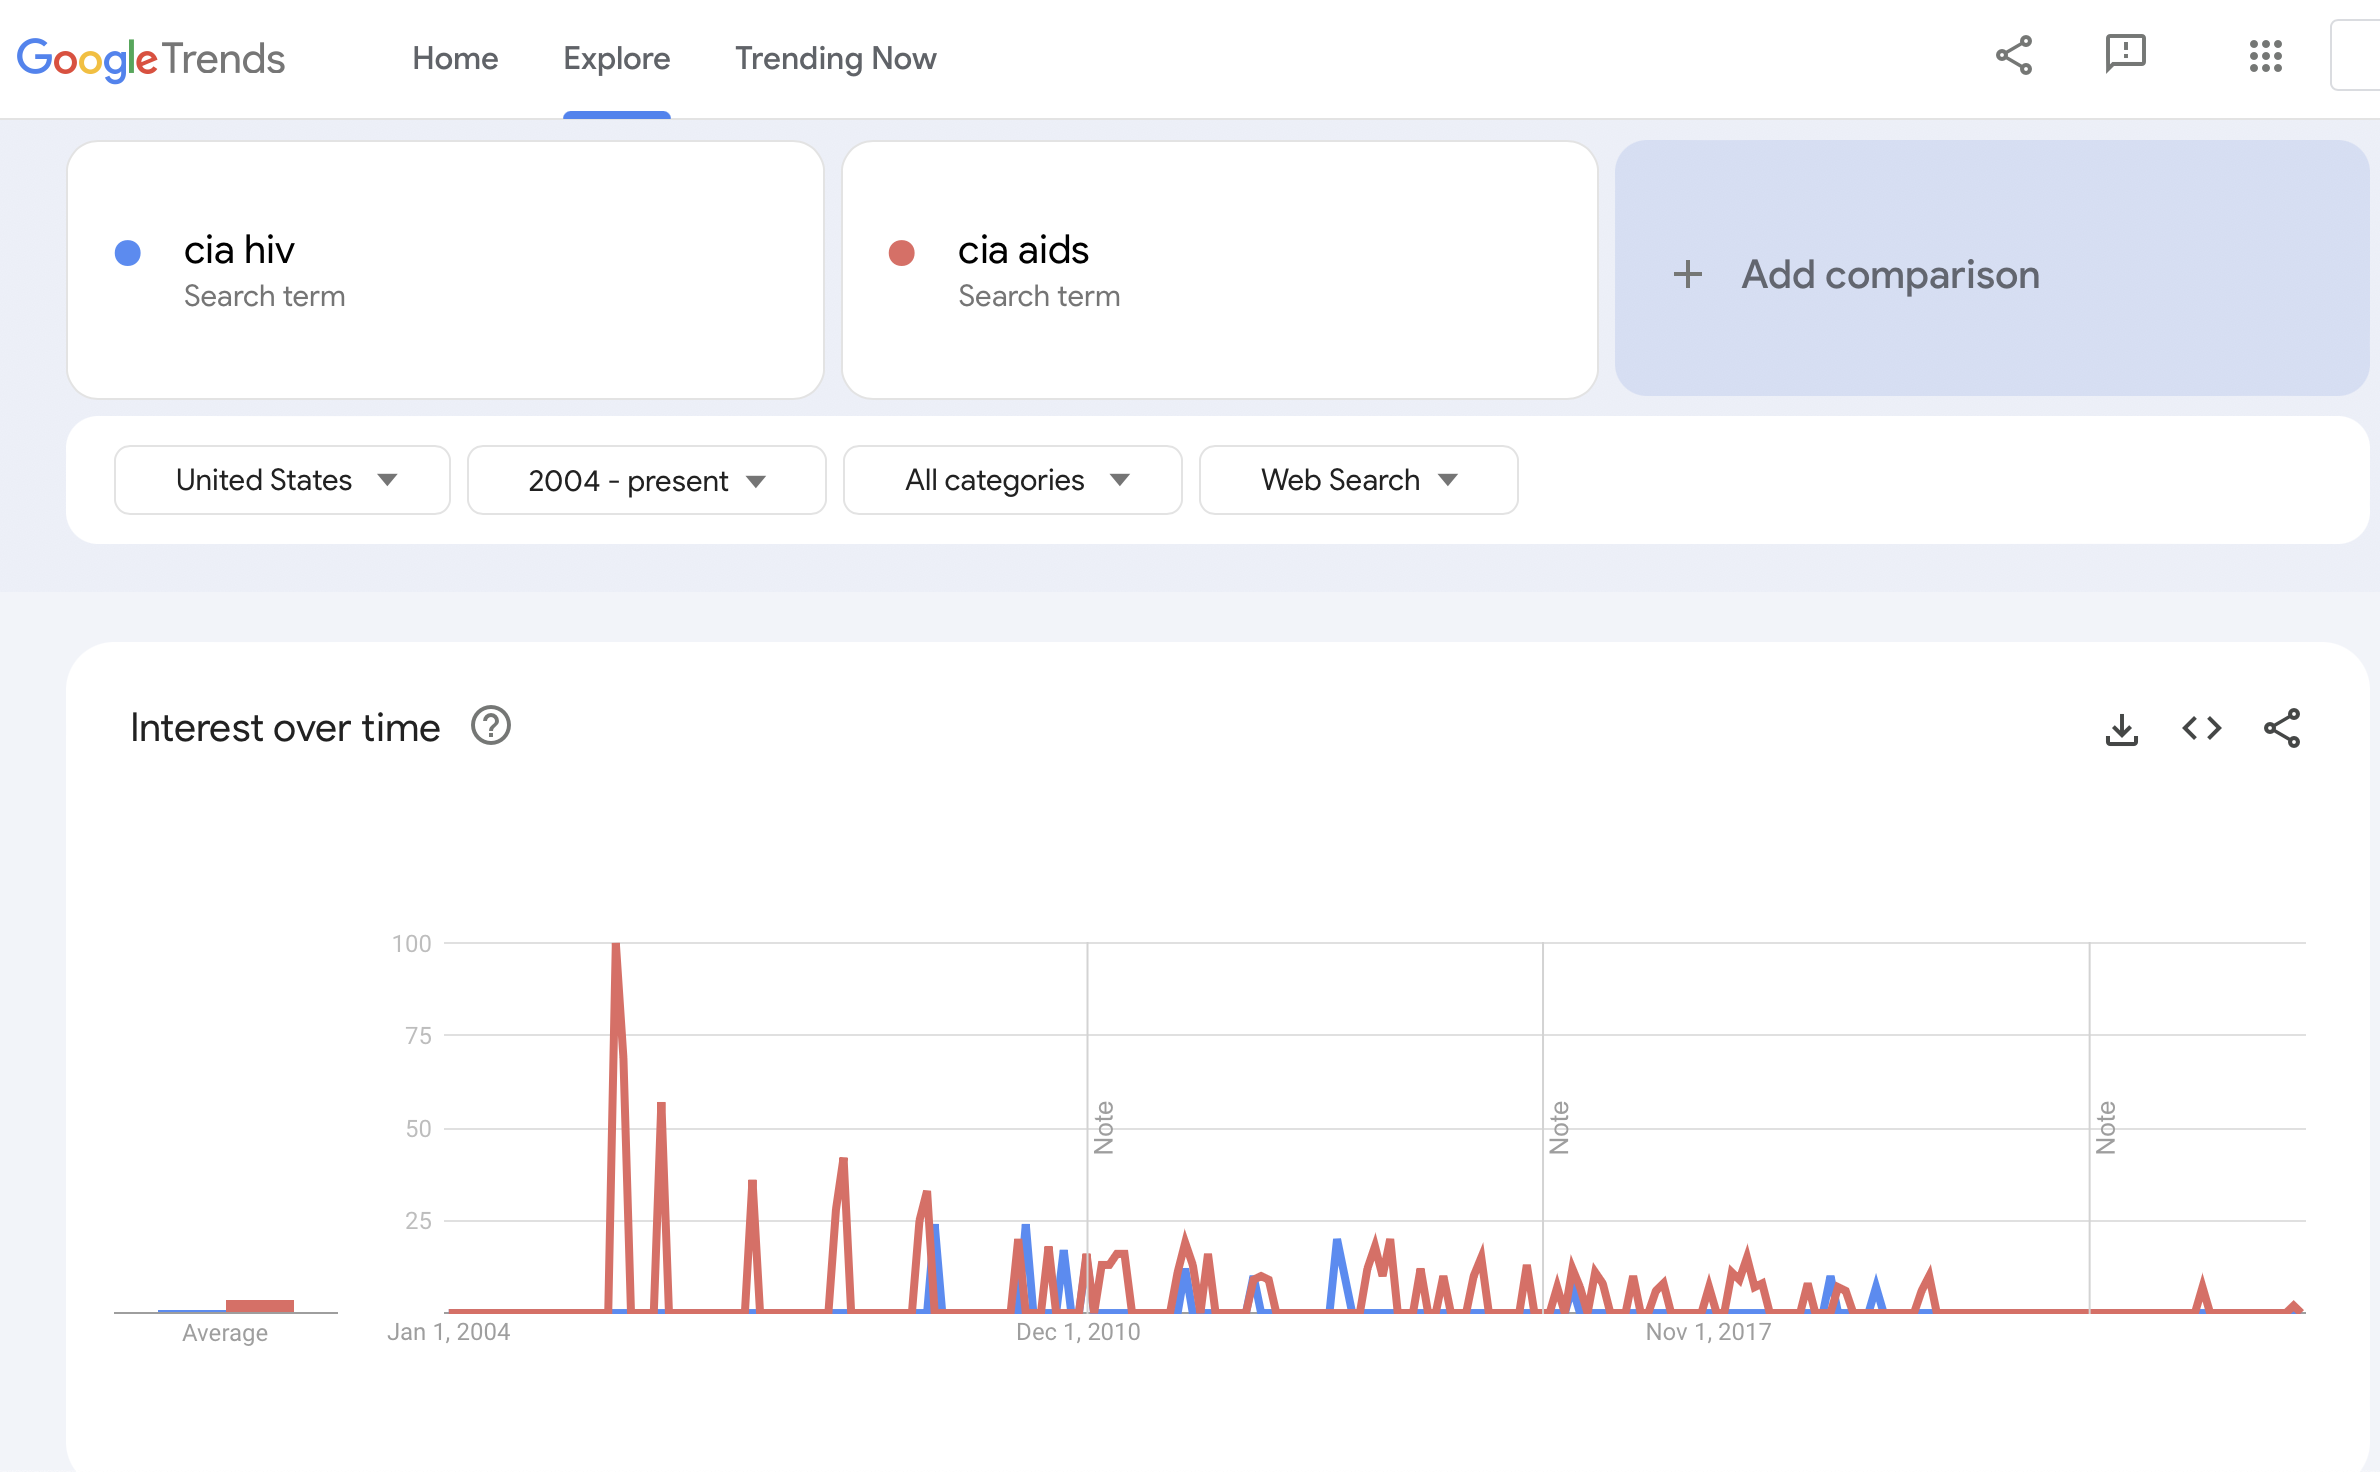 Google Trends
Home
Explore
Trending Now
cia hiv
Search term
cia aids
Search term
+ Add comparison
United States
2004 - present
All categories
Web Search
Interest over time
?
100
75
50
25
Note
Note
Note
Average
Jan 1, 2004
Dec 1, 2010
Nov 1, 2017